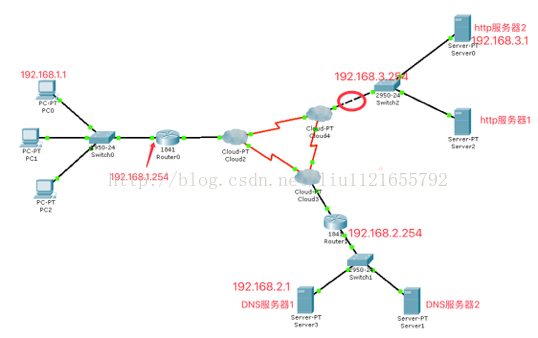 http服务器2
192.168.3.1
Server-PT
Server0
192.168.3.254
2950-24
Switch2
192.168.1.1
PC-PT
PC0
Cloud-PT
Cloud4
http服务器1
Server-PT
Server2
PC-PT
PC1
2950-24
Switch0
1841
Router0
Cloud-PT
Cloud2
192.168.1.254
http://blog.csdn.net/liu1121655792
PC-PT
PC2
Cloud-PT
Cloud3
1841
Router1
192.168.2.254
2950-24
Switch1
192.168.2.1
DNS服务器1
DNS服务器2
Server-PT
Server3
Server-PT
Server1